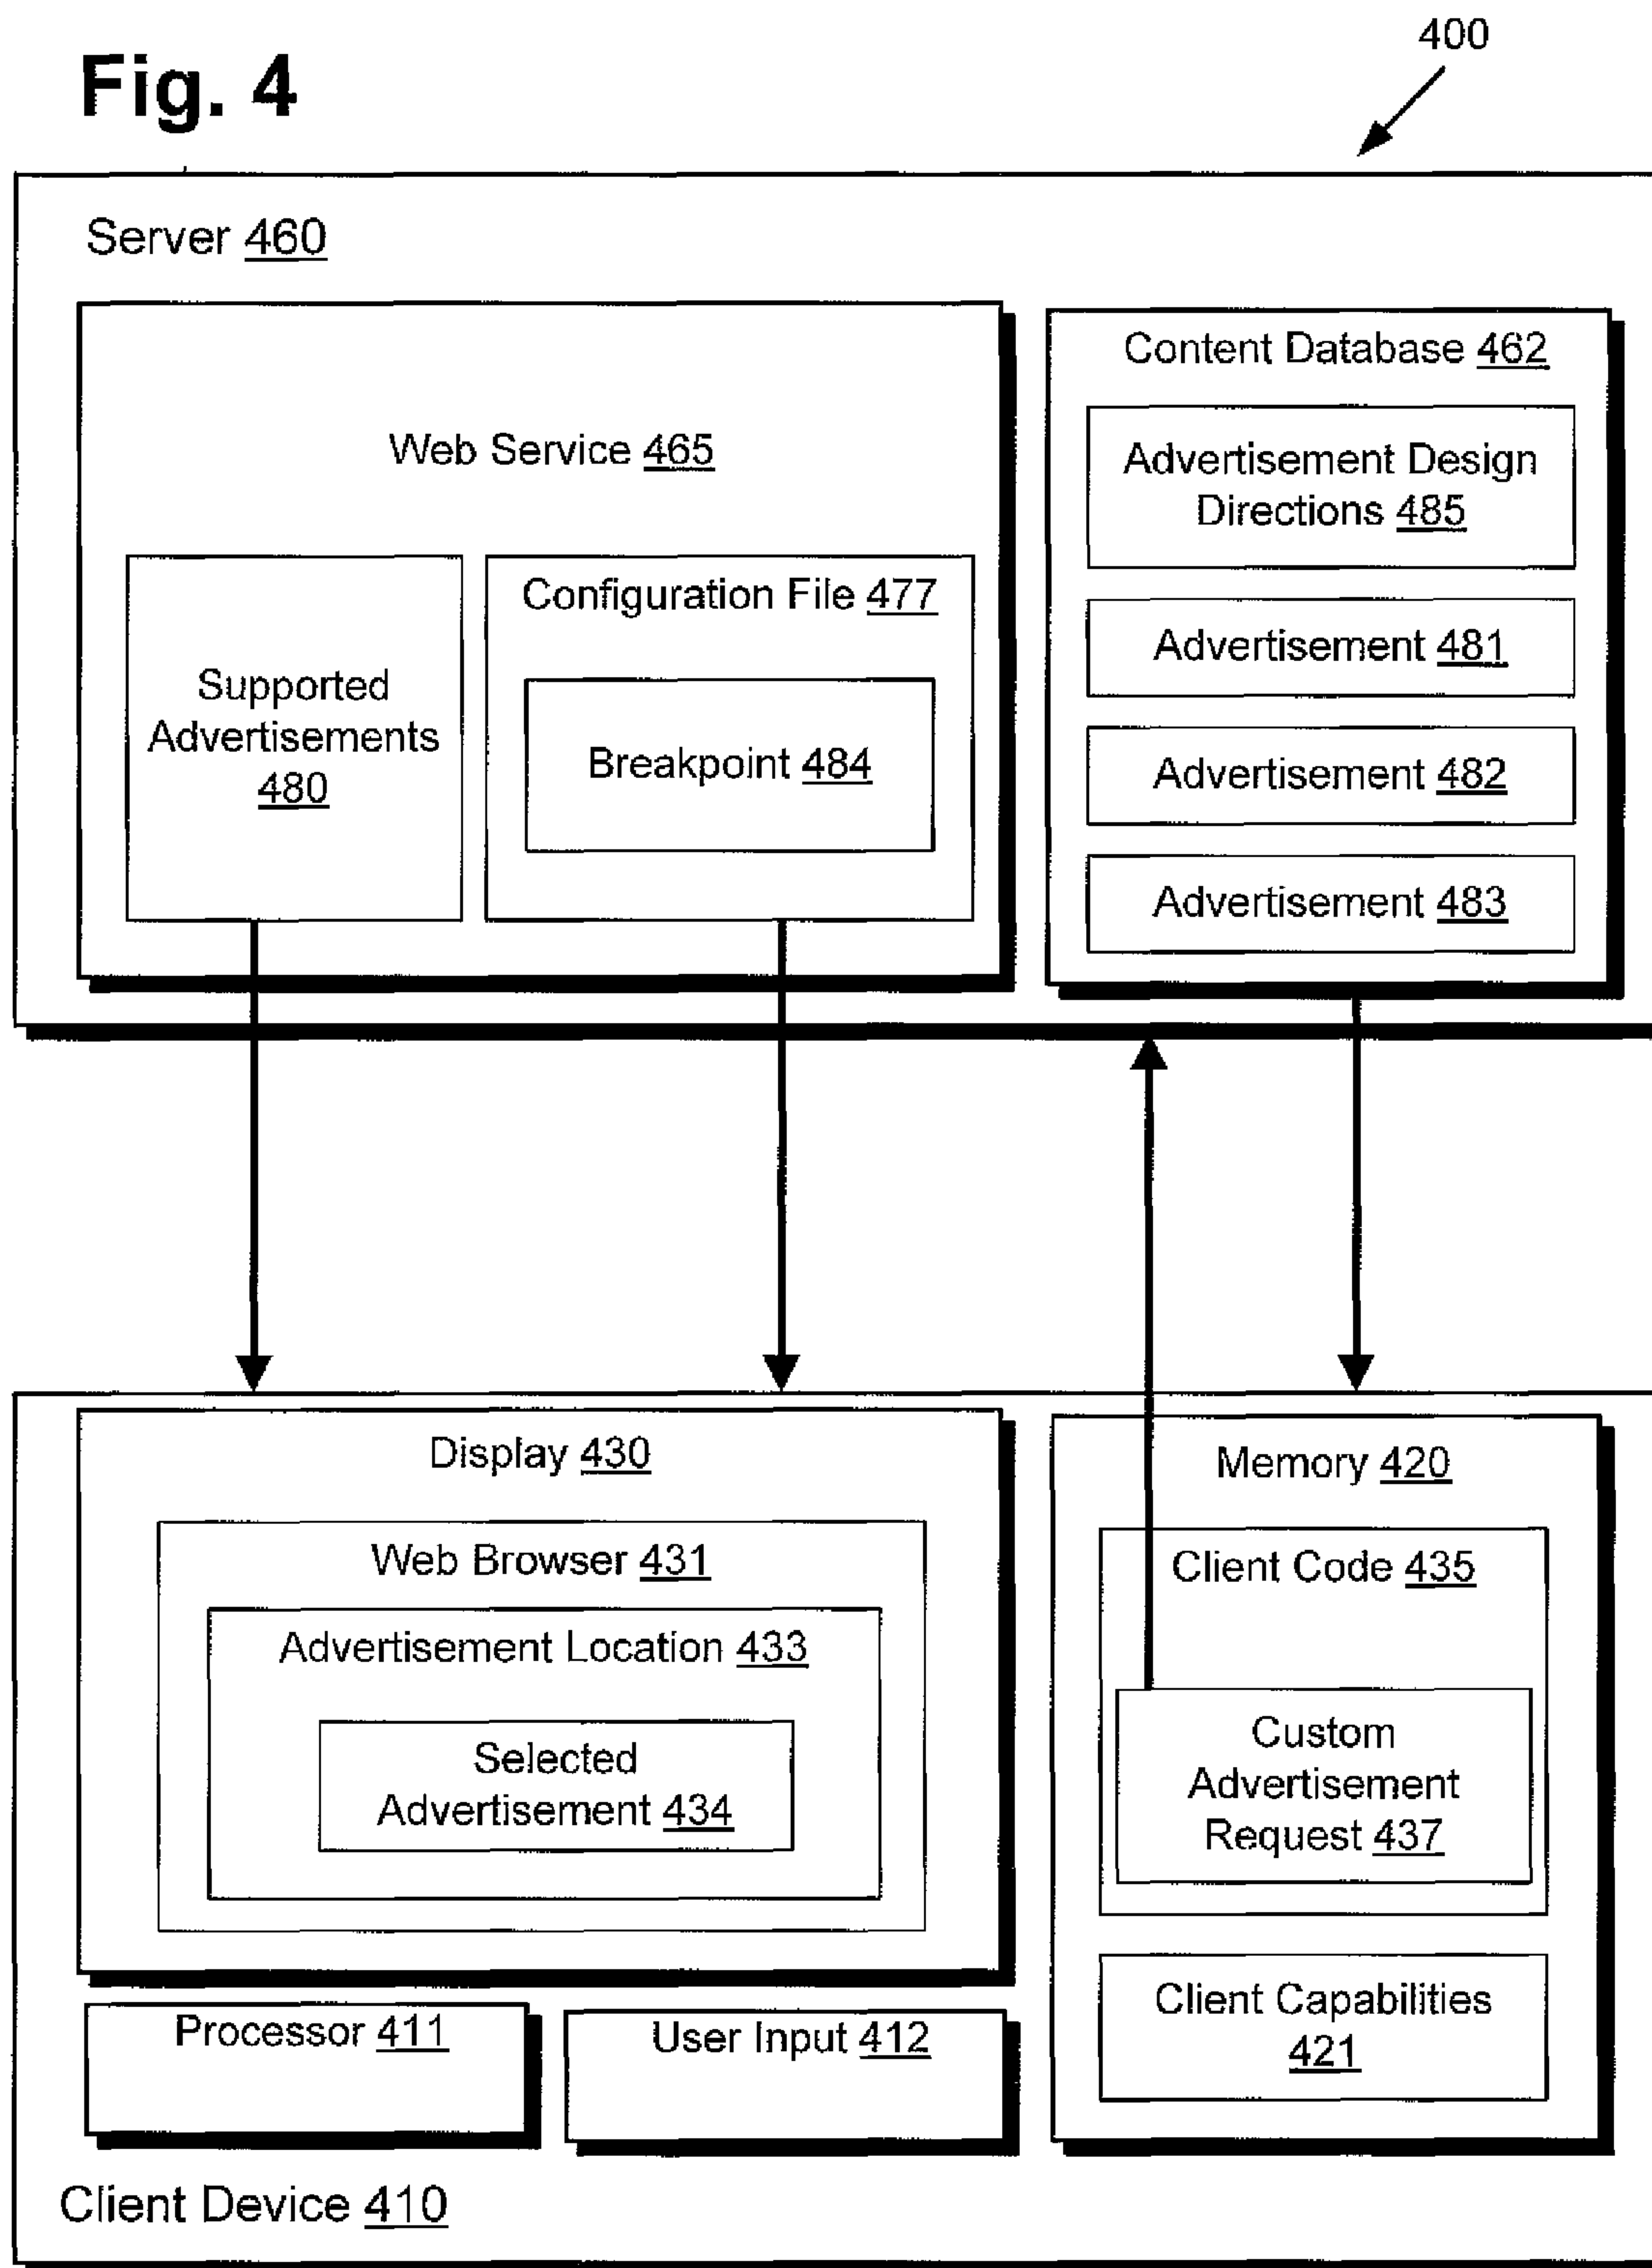 400
Fig. 4
Server 460
Web Service 465
Supported
Advertisements
480
Configuration File 477
Breakpoint 484
Content Database 462
Advertisement Design
Directions 485
Advertisement 481
Advertisement 482
Advertisement 483
Display 430
Web Browser 431
Advertisement Location 433
Selected
Advertisement 434
Memory 420
Client Code 435
Custom
Advertisement
Request 437
Client Capabilities
421
Processor 411
User Input 412
Client Device 410